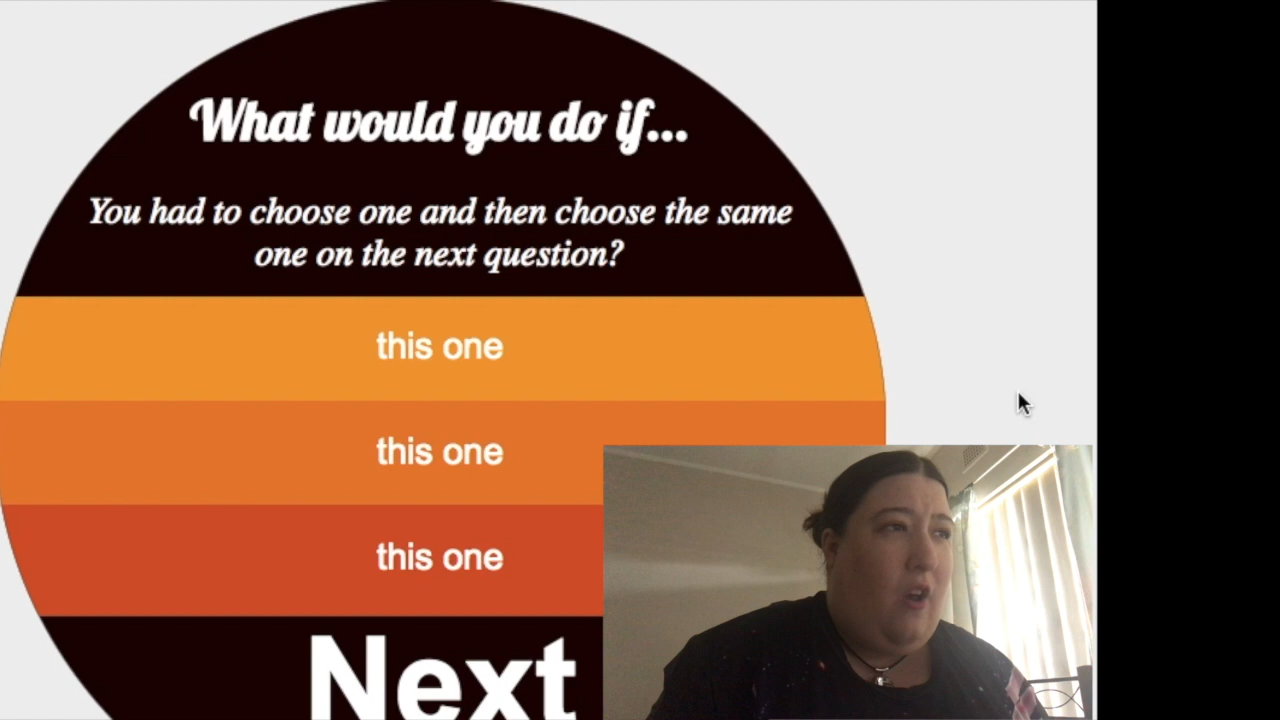 What would you do if...
You had to choose one and then choose the same
one on the next question?
this one
this one
this one
Next